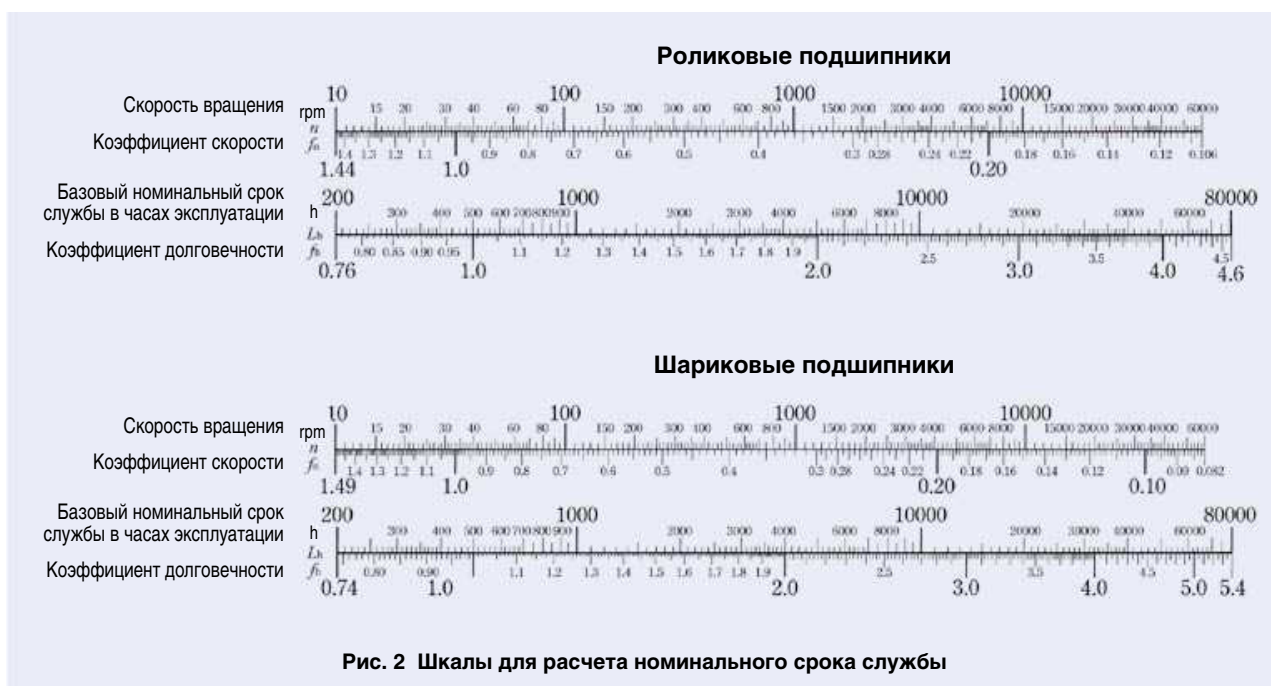 Роликовые подшипники
Скорость вращения rpm 10 15 20 30 40 60 80 100 150 200 300 400 600 800 1000 1500 2000 3000 4000 6000 8000 10000 15000 20000 30000 40000 60000
n
Коэффициент скорости fn 1.44 1.4 1.3 1.2 1.1 1.0 0.9 0.8 0.7 0.6 0.5 0.4 0.3 0.28 0.24 0.22 0.20 0.18 0.16 0.14 0.12 0.106
Базовый номинальный срок
службы в часах эксплуатации h 200 300 400 500 600 700 800 900 1000 2000 3000 4000 6000 8000 10000 20000 40000 60000 80000
Lh
Коэффициент долговечности fh 0.76 0.80 0.85 0.90 0.95 1.0 1.1 1.2 1.3 1.4 1.5 1.6 1.7 1.8 1.9 2.0 2.5 3.0 3.5 4.0 4.5 4.6
Шариковые подшипники
Скорость вращения rpm 10 15 20 30 40 60 80 100 150 200 300 400 600 800 1000 1500 2000 3000 4000 6000 8000 10000 15000 20000 30000 40000 60000
n
Коэффициент скорости fn 1.49 1.4 1.3 1.2 1.1 1.0 0.9 0.8 0.7 0.6 0.5 0.4 0.3 0.28 0.24 0.22 0.20 0.18 0.16 0.14 0.12 0.10 0.09 0.082
Базовый номинальный срок
службы в часах эксплуатации h 200 300 400 500 600 700 800 900 1000 2000 3000 4000 6000 8000 10000 20000 30000 40000 60000 80000
Lh
Коэффициент долговечности fh 0.74 0.80 0.90 1.0 1.1 1.2 1.3 1.4 1.5 1.6 1.7 1.8 1.9 2.0 2.5 3.0 3.5 4.0 4.5 5.0 5.4
Рис. 2 Шкалы для расчета номинального срока службы